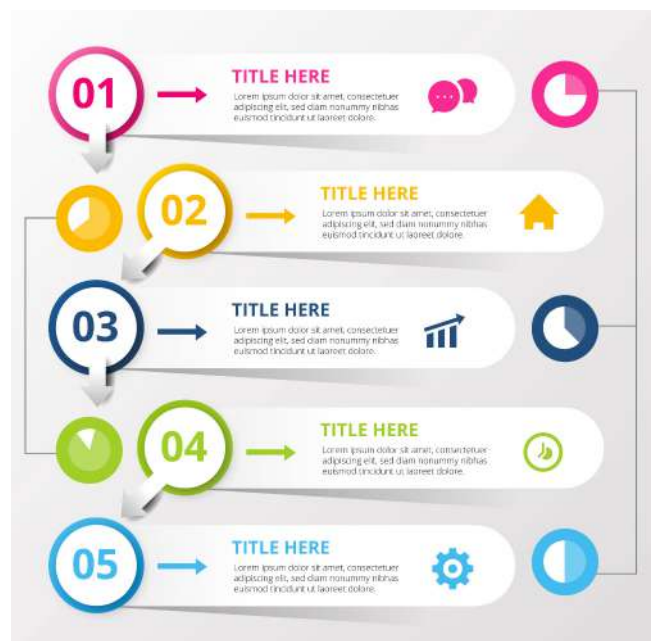 01
TITLE HERE
Lorem ipsum dolor sit amet, consectetuer
adipiscing elit, sed diam nonummy nibhas
euismod tincidunt ut laoreet dolore.
02
TITLE HERE
Lorem ipsum dolor sit amet, consectetuer
adipiscing elit, sed diam nonummy nibhas
euismod tincidunt ut laoreet dolore.
03
TITLE HERE
Lorem ipsum dolor sit amet, consectetuer
adipiscing elit, sed diam nonummy nibhas
euismod tincidunt ut laoreet dolore.
04
TITLE HERE
Lorem ipsum dolor sit amet, consectetuer
adipiscing elit, sed diam nonummy nibhas
euismod tincidunt ut laoreet dolore.
05
TITLE HERE
Lorem ipsum dolor sit amet, consectetuer
adipiscing elit, sed diam nonummy nibhas
euismod tincidunt ut laoreet dolore.